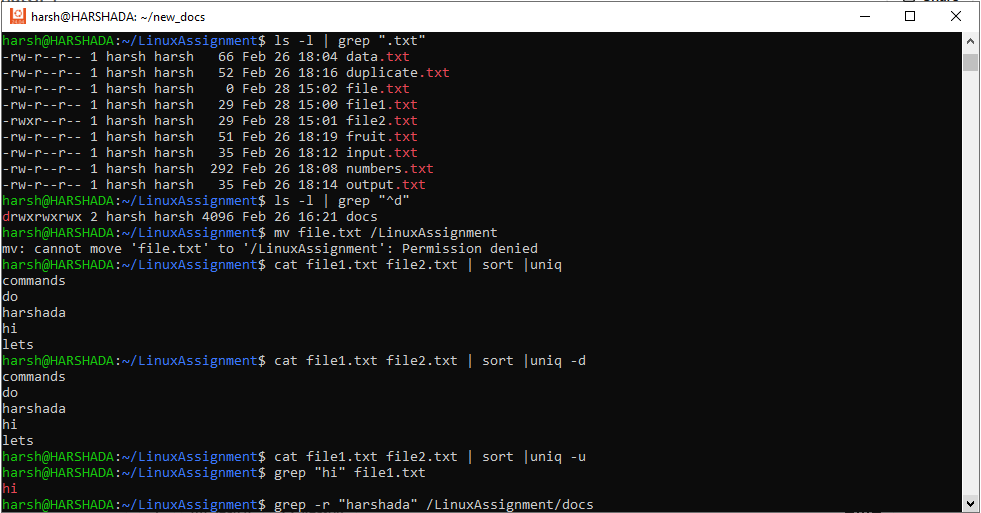 harsh@HARSHADA: ~/new_docs
harsh@HARSHADA:~/LinuxAssignment$ ls -l | grep ".txt"
-rw-r--r-- 1 harsh harsh   66 Feb 26 18:04 data.txt
-rw-r--r-- 1 harsh harsh   52 Feb 26 18:16 duplicate.txt
-rw-r--r-- 1 harsh harsh    0 Feb 28 15:02 file.txt
-rw-r--r-- 1 harsh harsh   29 Feb 28 15:00 file1.txt
-rwxr--r-- 1 harsh harsh   29 Feb 28 15:01 file2.txt
-rw-r--r-- 1 harsh harsh   51 Feb 26 18:19 fruit.txt
-rw-r--r-- 1 harsh harsh   35 Feb 26 18:12 input.txt
-rw-r--r-- 1 harsh harsh  292 Feb 26 18:08 numbers.txt
-rw-r--r-- 1 harsh harsh   35 Feb 26 18:14 output.txt
harsh@HARSHADA:~/LinuxAssignment$ ls -l | grep "^d"
drwxrwxrwx 2 harsh harsh 4096 Feb 26 16:21 docs
harsh@HARSHADA:~/LinuxAssignment$ mv file.txt /LinuxAssignment
mv: cannot move 'file.txt' to '/LinuxAssignment': Permission denied
harsh@HARSHADA:~/LinuxAssignment$ cat file1.txt file2.txt | sort |uniq
commands
do
harshada
hi
lets
harsh@HARSHADA:~/LinuxAssignment$ cat file1.txt file2.txt | sort |uniq -d
commands
do
harshada
hi
lets
harsh@HARSHADA:~/LinuxAssignment$ cat file1.txt file2.txt | sort |uniq -u
harsh@HARSHADA:~/LinuxAssignment$ grep "hi" file1.txt
hi
harsh@HARSHADA:~/LinuxAssignment$ grep -r "harshada" /LinuxAssignment/docs